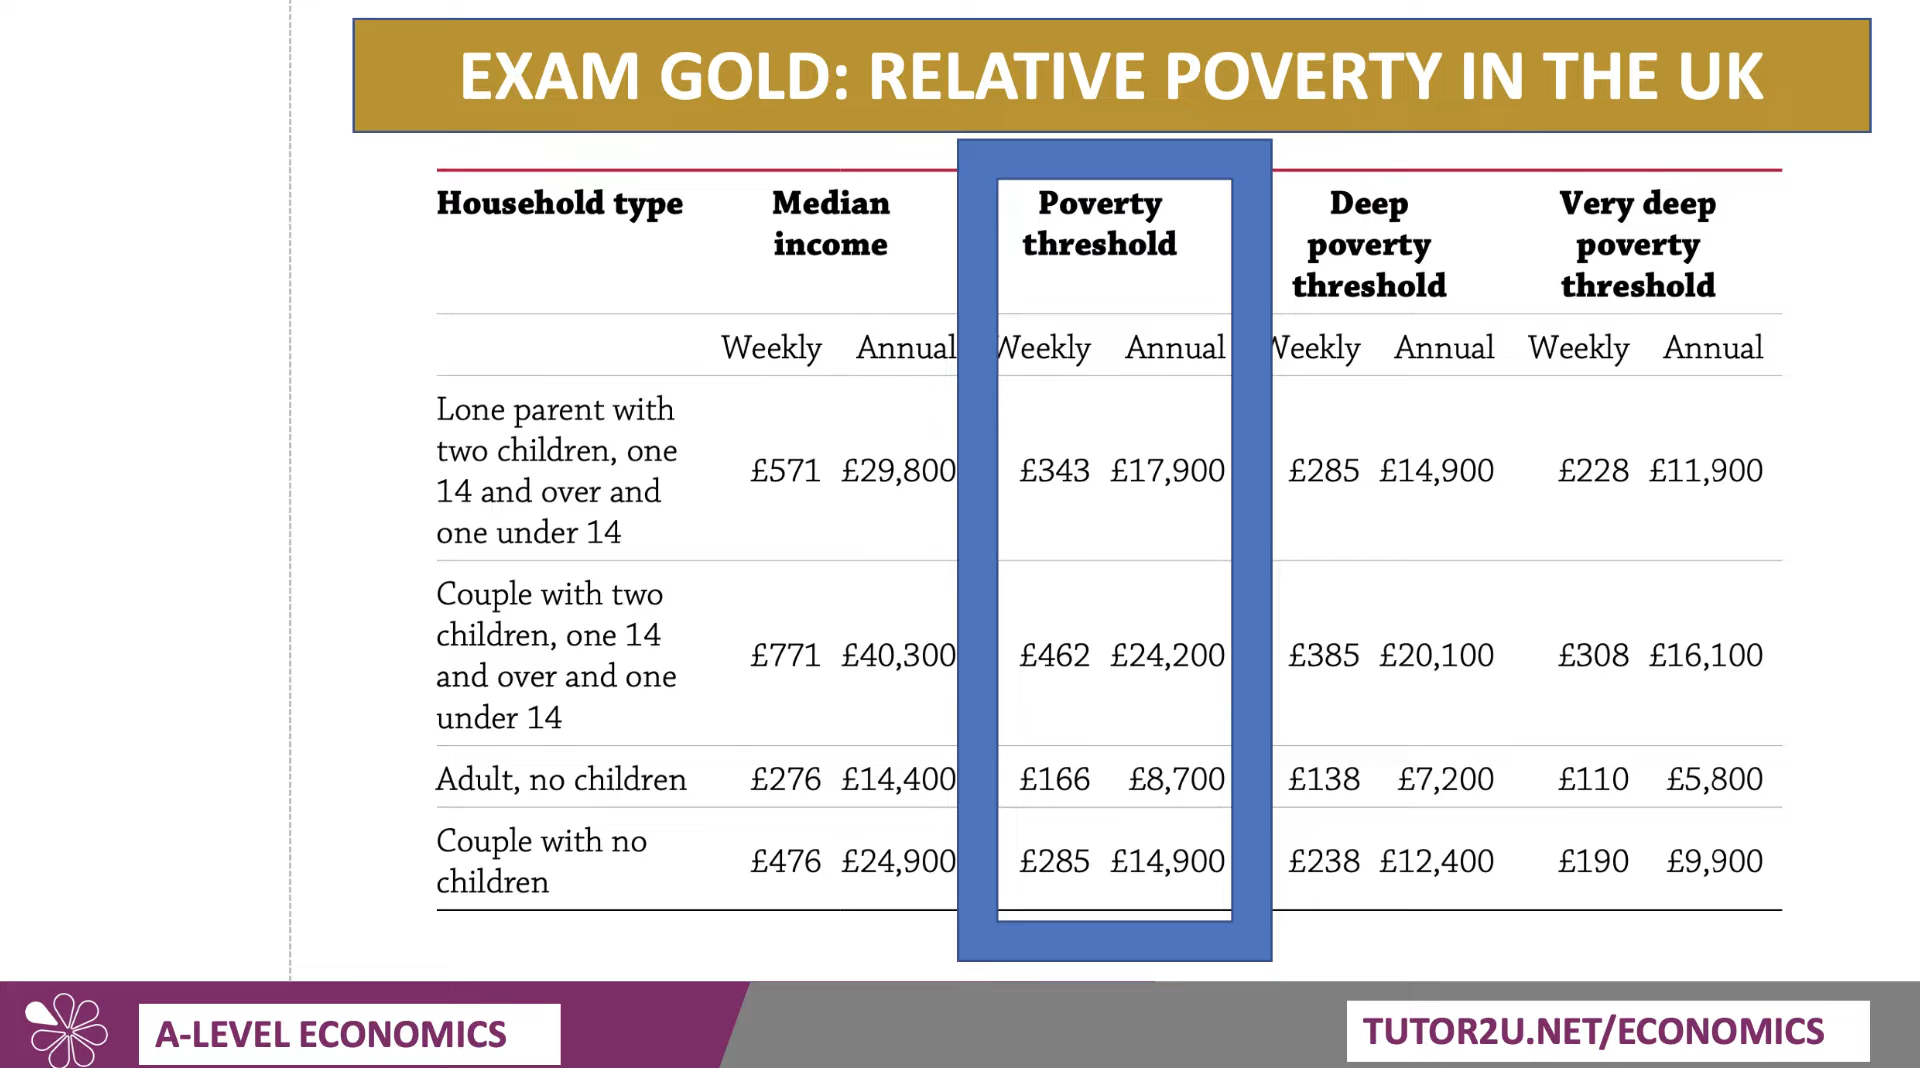 EXAM GOLD: RELATIVE POVERTY IN THE UK
Household type Median income Poverty threshold Deep poverty threshold Very deep poverty threshold
Weekly Annual Weekly Annual Weekly Annual Weekly Annual
Lone parent with two children, one 14 and over and one under 14 £571 £29,800 £343 £17,900 £285 £14,900 £228 £11,900
Couple with two children, one 14 and over and one under 14 £771 £40,300 £462 £24,200 £385 £20,100 £308 £16,100
Adult, no children £276 £14,400 £166 £8,700 £138 £7,200 £110 £5,800
Couple with no children £476 £24,900 £285 £14,900 £238 £12,400 £190 £9,900
A-LEVEL ECONOMICS
TUTOR2U.NET/ECONOMICS